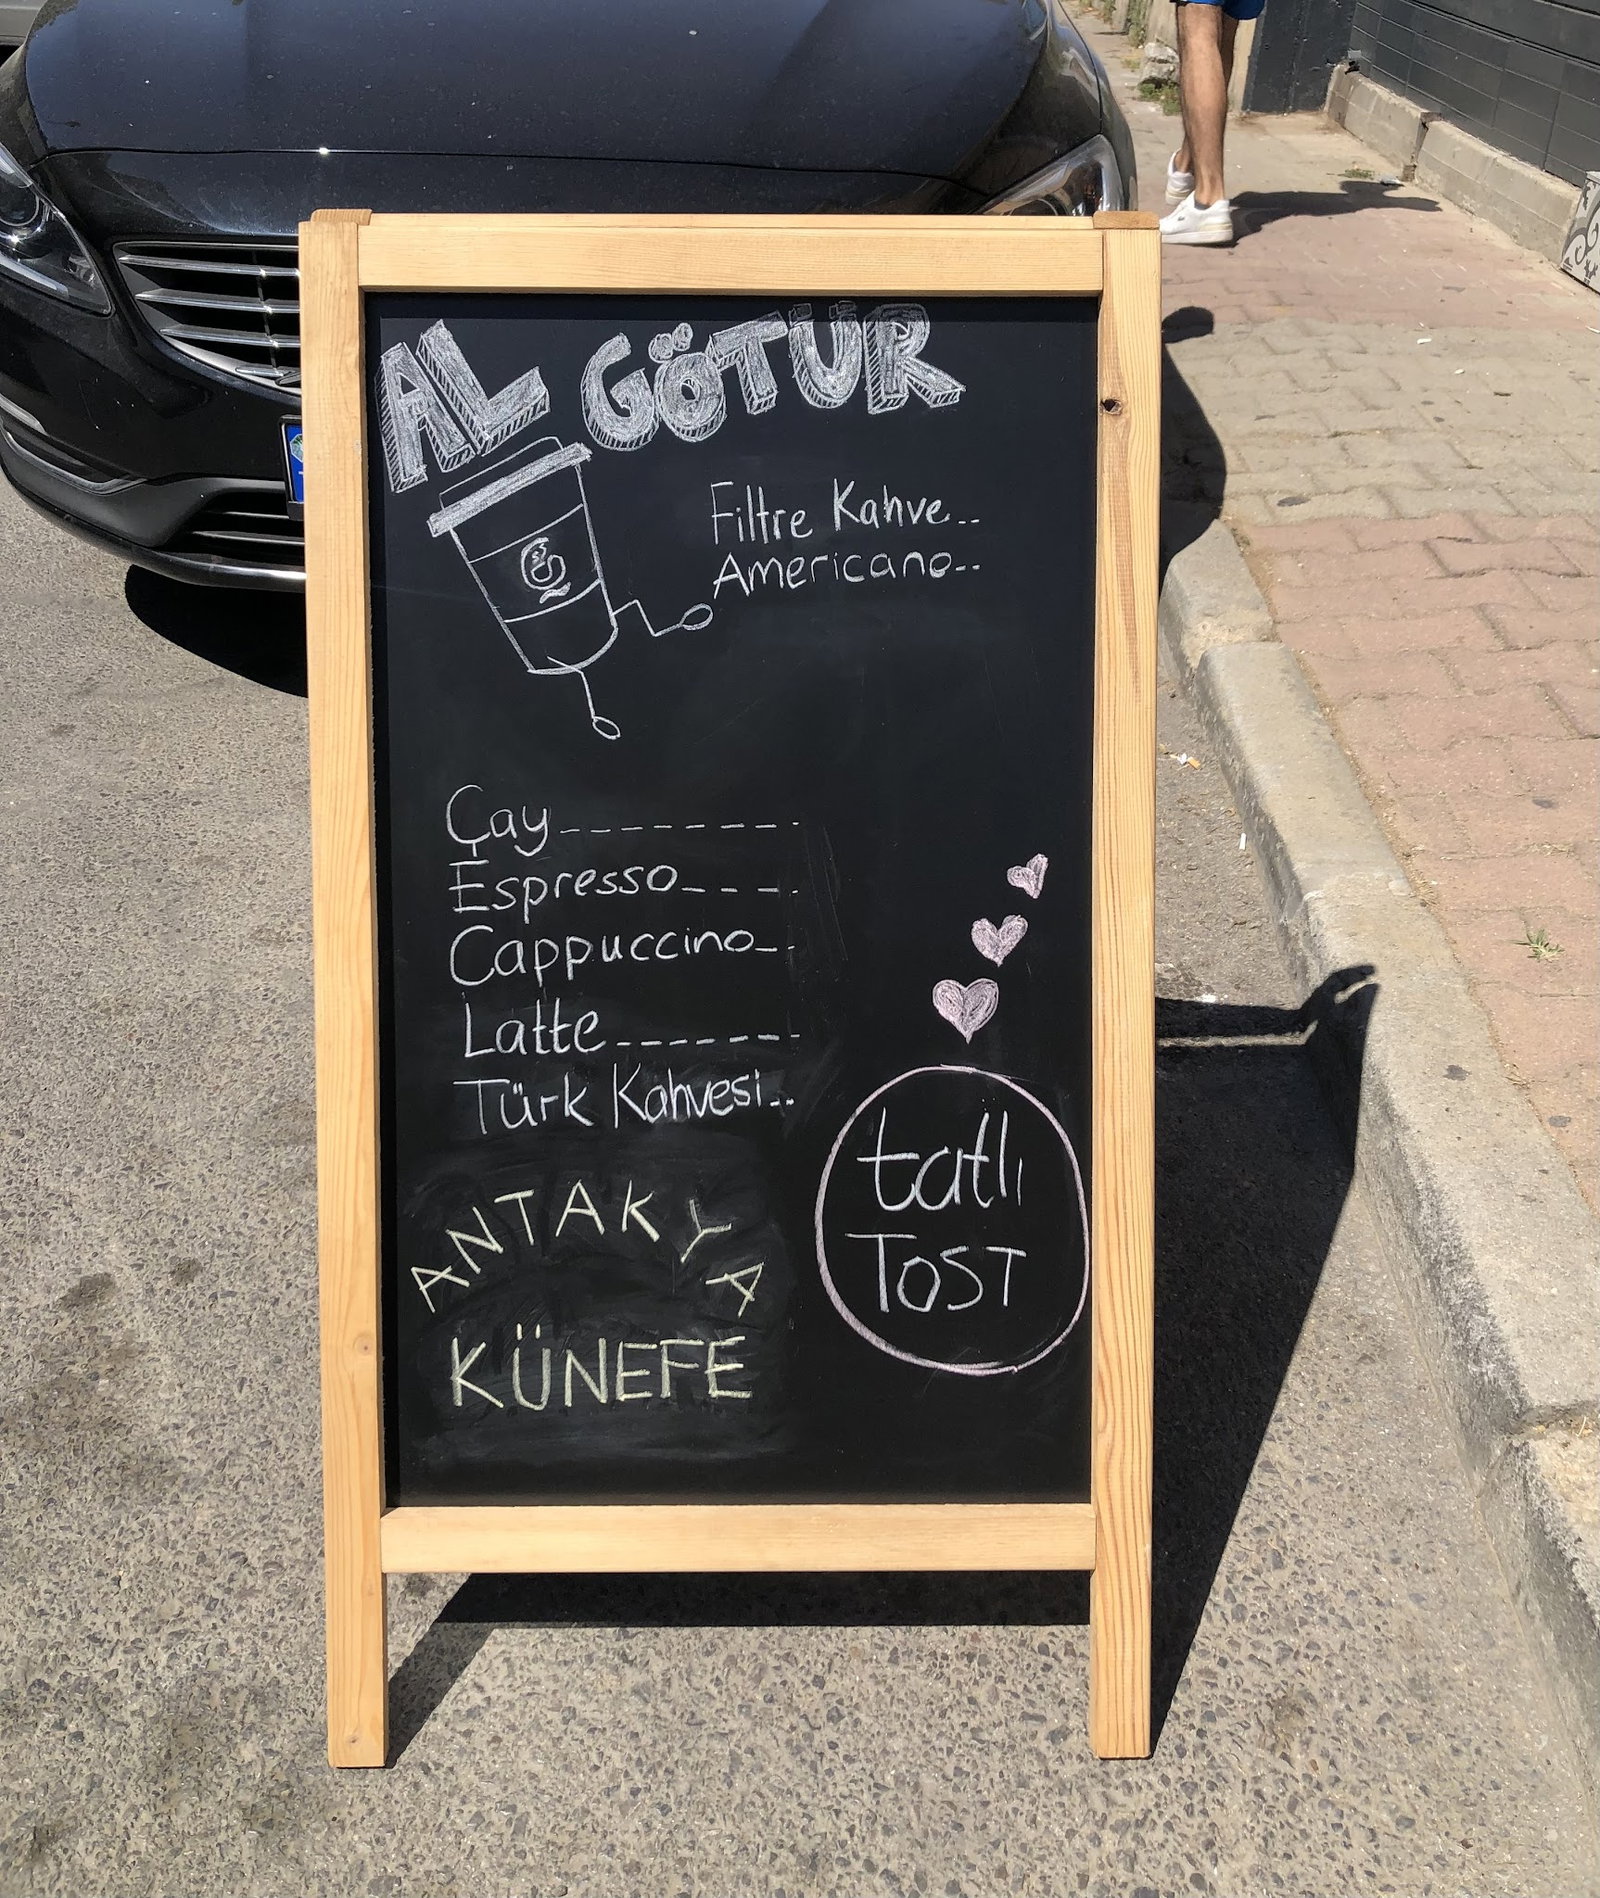 AL GÖTÜR
Filtre Kahve..
Americano--
Çay--------
Espresso----
Cappuccino--
Latte-------
Türk Kahvesi...
ANTAKYA
KÜNEFE
tatlı
TOST